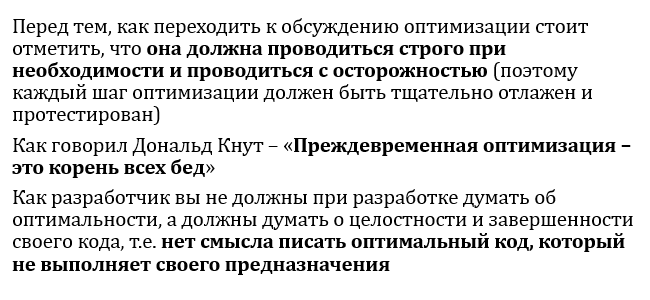 Перед тем, как переходить к обсуждению оптимизации стоит
отметить, что она должна проводиться строго при
необходимости и проводиться с осторожностью (поэтому
каждый шаг оптимизации должен быть тщательно отлажен и
протестирован)
Как говорил Дональд Кнут – «Преждевременная оптимизация –
это корень всех бед»
Как разработчик вы не должны при разработке думать об
оптимальности, а должны думать о целостности и завершенности
своего кода, т.е. нет смысла писать оптимальный код, который
не выполняет своего предназначения